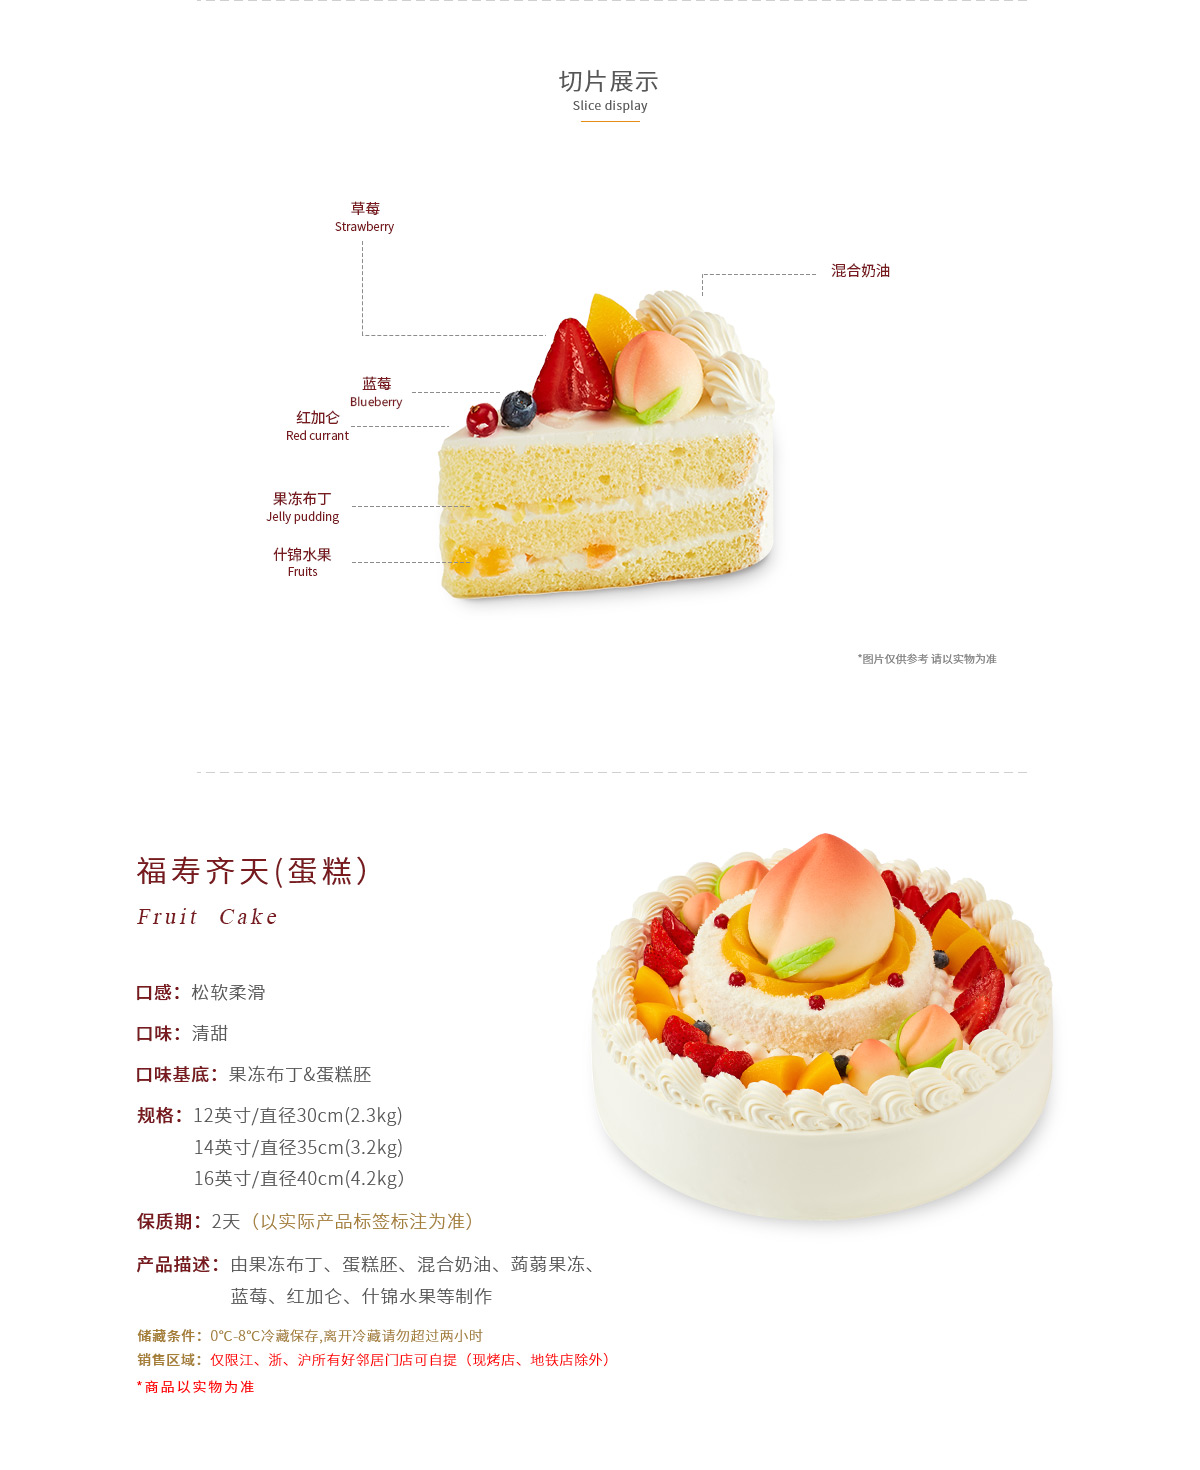 切片展示
Slice display
草莓
Strawberry
混合奶油
蓝莓
Blueberry
红加仑
Red currant
果冻布丁
Jelly pudding
什锦水果
Fruits
*图片仅供参考 请以实物为准
福寿齐天(蛋糕）
Fruit Cake
口感：松软柔滑
口味：清甜
口味基底：果冻布丁&蛋糕胚
规格：12英寸/直径30cm(2.3kg)
14英寸/直径35cm(3.2kg)
16英寸/直径40cm(4.2kg）
保质期：2天（以实际产品标签标注为准）
产品描述：由果冻布丁、蛋糕胚、混合奶油、蒟蒻果冻、
蓝莓、红加仑、什锦水果等制作
储藏条件：0℃-8℃冷藏保存,离开冷藏请勿超过两小时
销售区域：仅限江、浙、沪所有好邻居门店可自提（现烤店、地铁店除外）
*商品以实物为准